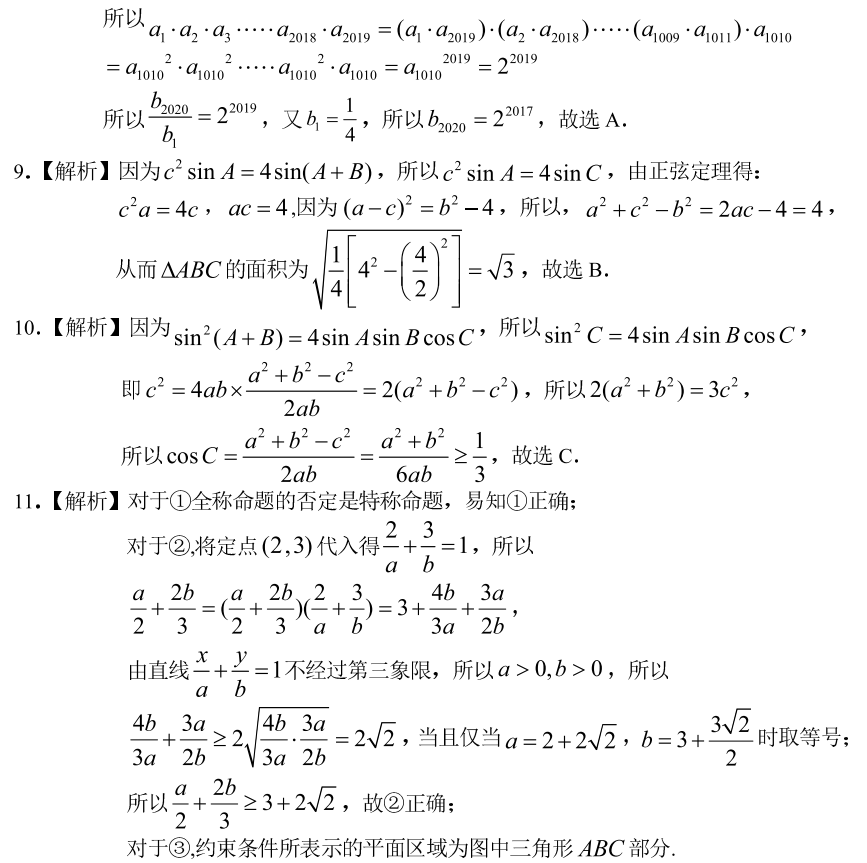 所以 a₁·a₂·a₃·····a₂₀₁₈·a₂₀₁₉ = (a₁·a₂₀₁₉)·(a₂·a₂₀₁₈)·····(a₁₀₀₉·a₁₀₁₁)·a₁₀₁₀
= a₁₀₁₀²·a₁₀₁₀²·····a₁₀₁₀²·a₁₀₁₀ = a₁₀₁₀²⁰¹⁹ = 2²⁰¹⁹
所以 b₂₀₂₀/b₁ = 2²⁰¹⁹，又 b₁ = 1/4，所以 b₂₀₂₀ = 2²⁰¹⁷，故选 A．
9.【解析】因为 c² sin A = 4sin(A+B)，所以 c² sin A = 4sin C，由正弦定理得：
c²a = 4c，ac = 4,因为 (a−c)² = b² − 4，所以，a² + c² − b² = 2ac − 4 = 4，
从而 ΔABC 的面积为 √(1/4[4² − (4/2)²]) = √3，故选 B．
10.【解析】因为 sin²(A+B) = 4sin A sin B cos C，所以 sin² C = 4sin A sin B cos C，
即 c² = 4ab × (a² + b² − c²)/2ab = 2(a² + b² − c²)，所以 2(a² + b²) = 3c²，
所以 cos C = (a² + b² − c²)/2ab = (a² + b²)/6ab ≥ 1/3，故选 C．
11.【解析】对于①全称命题的否定是特称命题，易知①正确；
对于②,将定点 (2,3) 代入得 2/a + 3/b = 1，所以
a/2 + 2b/3 = (a/2 + 2b/3)(2/a + 3/b) = 3 + 4b/3a + 3a/2b，
由直线 x/a + y/b = 1 不经过第三象限，所以 a > 0, b > 0，所以
4b/3a + 3a/2b ≥ 2√(4b/3a · 3a/2b) = 2√2，当且仅当 a = 2 + 2√2，b = 3 + 3√2/2 时取等号；
所以 a/2 + 2b/3 ≥ 3 + 2√2，故②正确；
对于③,约束条件所表示的平面区域为图中三角形 ABC 部分.